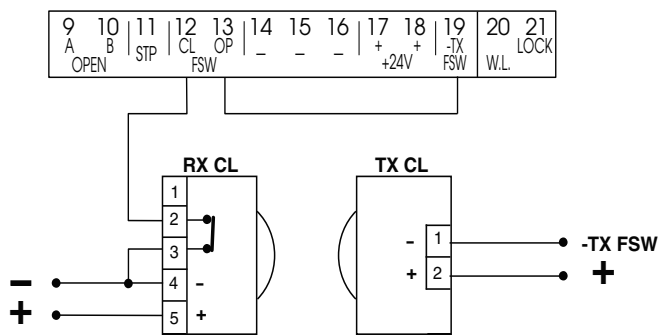 9 10 11 12 13 14 15 16 17 18 19 20 21
A B STP CL OP _ _ _ + + -TX LOCK
OPEN FSW +24V FSW W.L.
RX CL TX CL
1
2
3
4 -
5 +
- 1
+ 2
-TX FSW
+
−
+